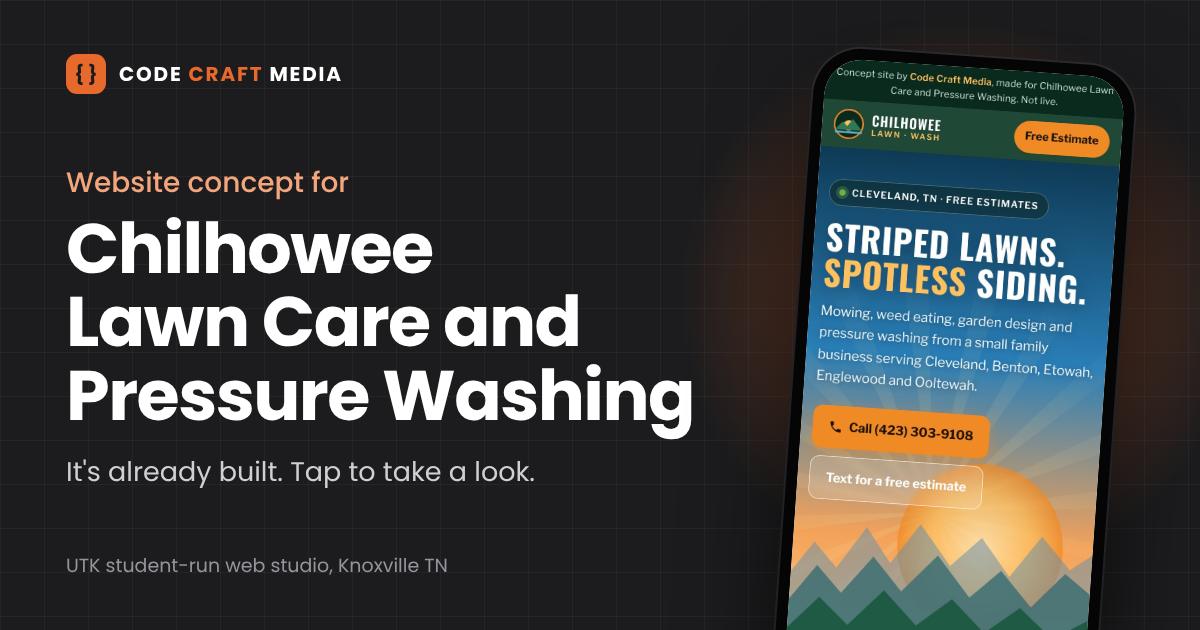 { } CODE CRAFT MEDIA
Website concept for
Chilhowee
Lawn Care and
Pressure Washing
It's already built. Tap to take a look.
UTK student-run web studio, Knoxville TN
Concept site by Code Craft Media, made for Chilhowee Lawn
Care and Pressure Washing. Not live.
CHILHOWEE
LAWN · WASH
Free Estimate
CLEVELAND, TN · FREE ESTIMATES
STRIPED LAWNS.
SPOTLESS SIDING.
Mowing, weed eating, garden design and
pressure washing from a small family
business serving Cleveland, Benton, Etowah,
Englewood and Ooltewah.
Call (423) 303-9108
Text for a free estimate